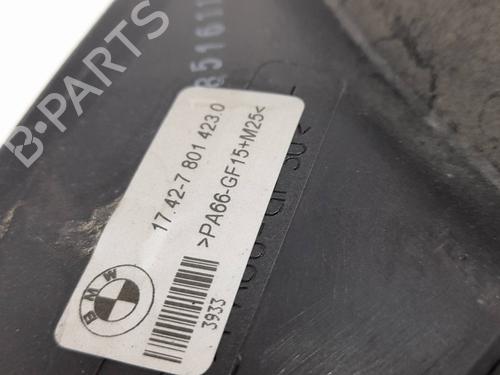 B-PARTS
17.42-7 801 423.0
>PA66-GF15+M25<
BMW
3933